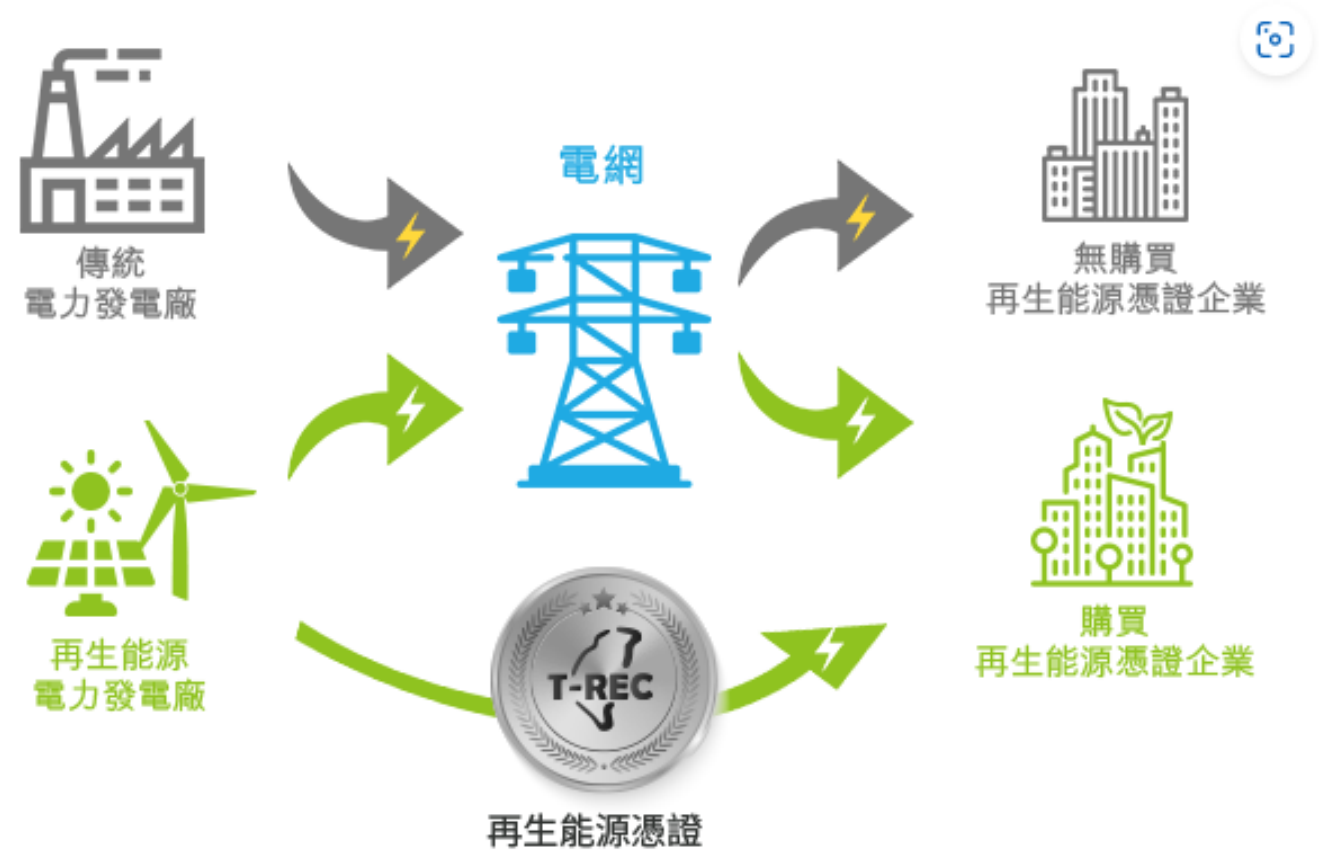 電網
傳統
電力發電廠
無購買
再生能源憑證企業
再生能源
電力發電廠
T-REC
購買
再生能源憑證企業
再生能源憑證